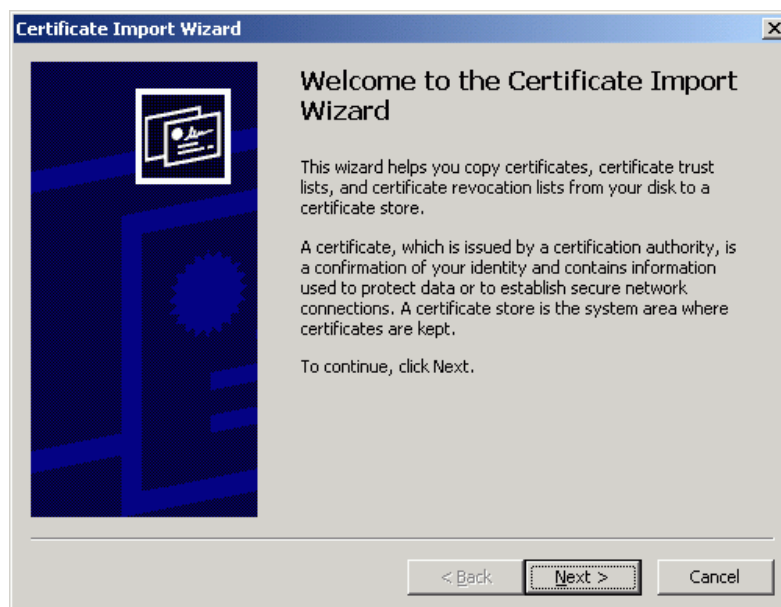 Certificate Import Wizard
Welcome to the Certificate Import
Wizard
This wizard helps you copy certificates, certificate trust
lists, and certificate revocation lists from your disk to a
certificate store.
A certificate, which is issued by a certification authority, is
a confirmation of your identity and contains information
used to protect data or to establish secure network
connections. A certificate store is the system area where
certificates are kept.
To continue, click Next.
< Back Next > Cancel